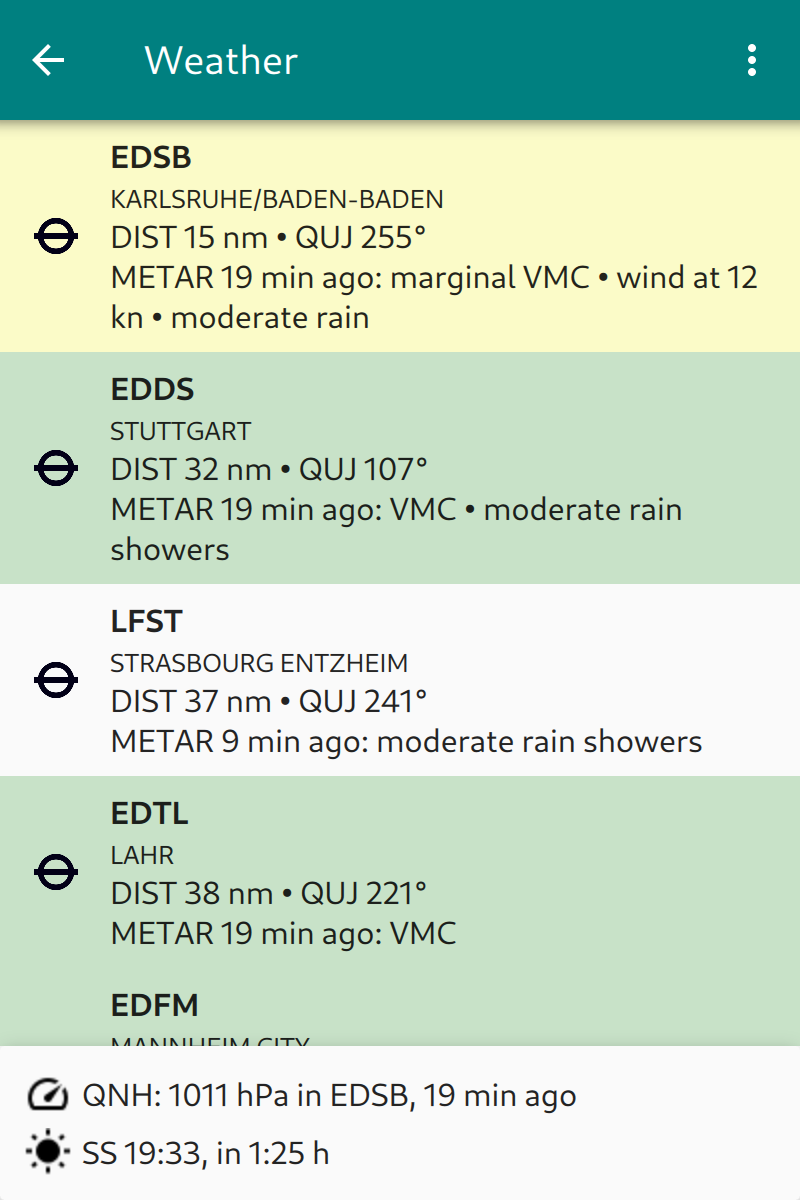 Weather
EDSB
KARLSRUHE/BADEN-BADEN
DIST 15 nm • QUJ 255°
METAR 19 min ago: marginal VMC • wind at 12
kn • moderate rain
EDDS
STUTTGART
DIST 32 nm • QUJ 107°
METAR 19 min ago: VMC • moderate rain
showers
LFST
STRASBOURG ENTZHEIM
DIST 37 nm • QUJ 241°
METAR 9 min ago: moderate rain showers
EDTL
LAHR
DIST 38 nm • QUJ 221°
METAR 19 min ago: VMC
EDFM
MANNHEIM CITY
QNH: 1011 hPa in EDSB, 19 min ago
SS 19:33, in 1:25 h